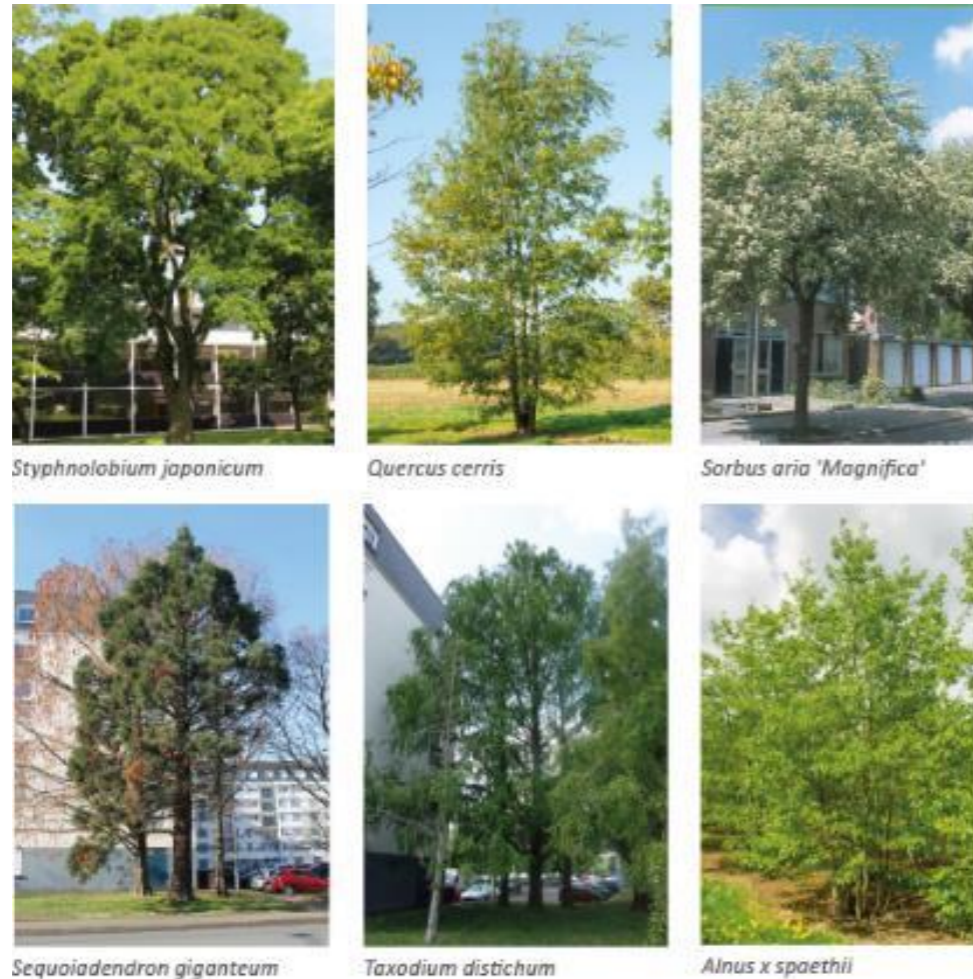 Styphnolobium japonicum
Quercus cerris
Sorbus aria 'Magnifica'
Sequoiadendron giganteum
Taxodium distichum
Alnus x spaethii